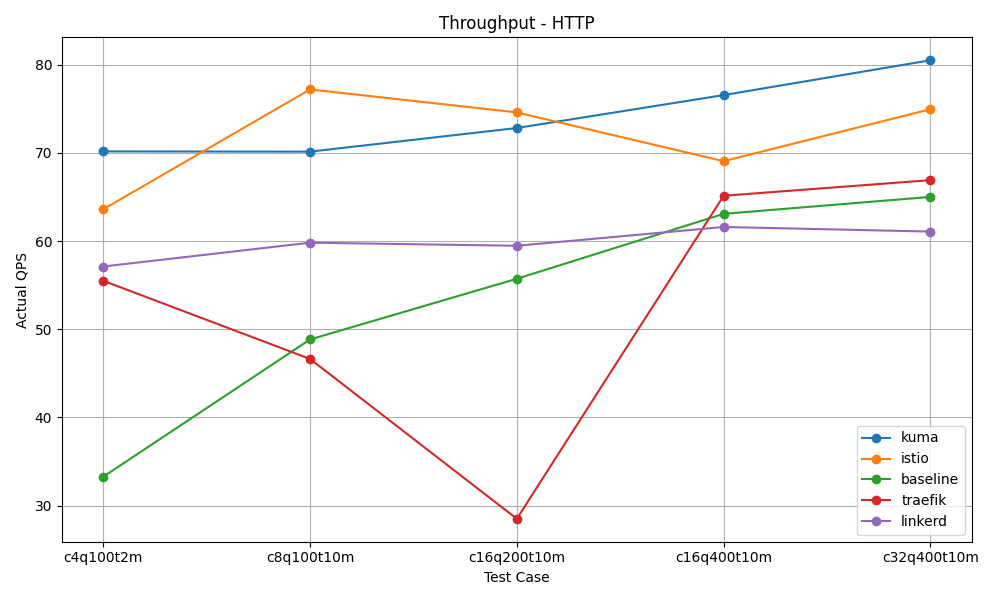 Throughput - HTTP
Actual QPS
80
70
60
50
40
30
c4q100t2m
c8q100t10m
c16q200t10m
c16q400t10m
c32q400t10m
Test Case
kuma
istio
baseline
traefik
linkerd